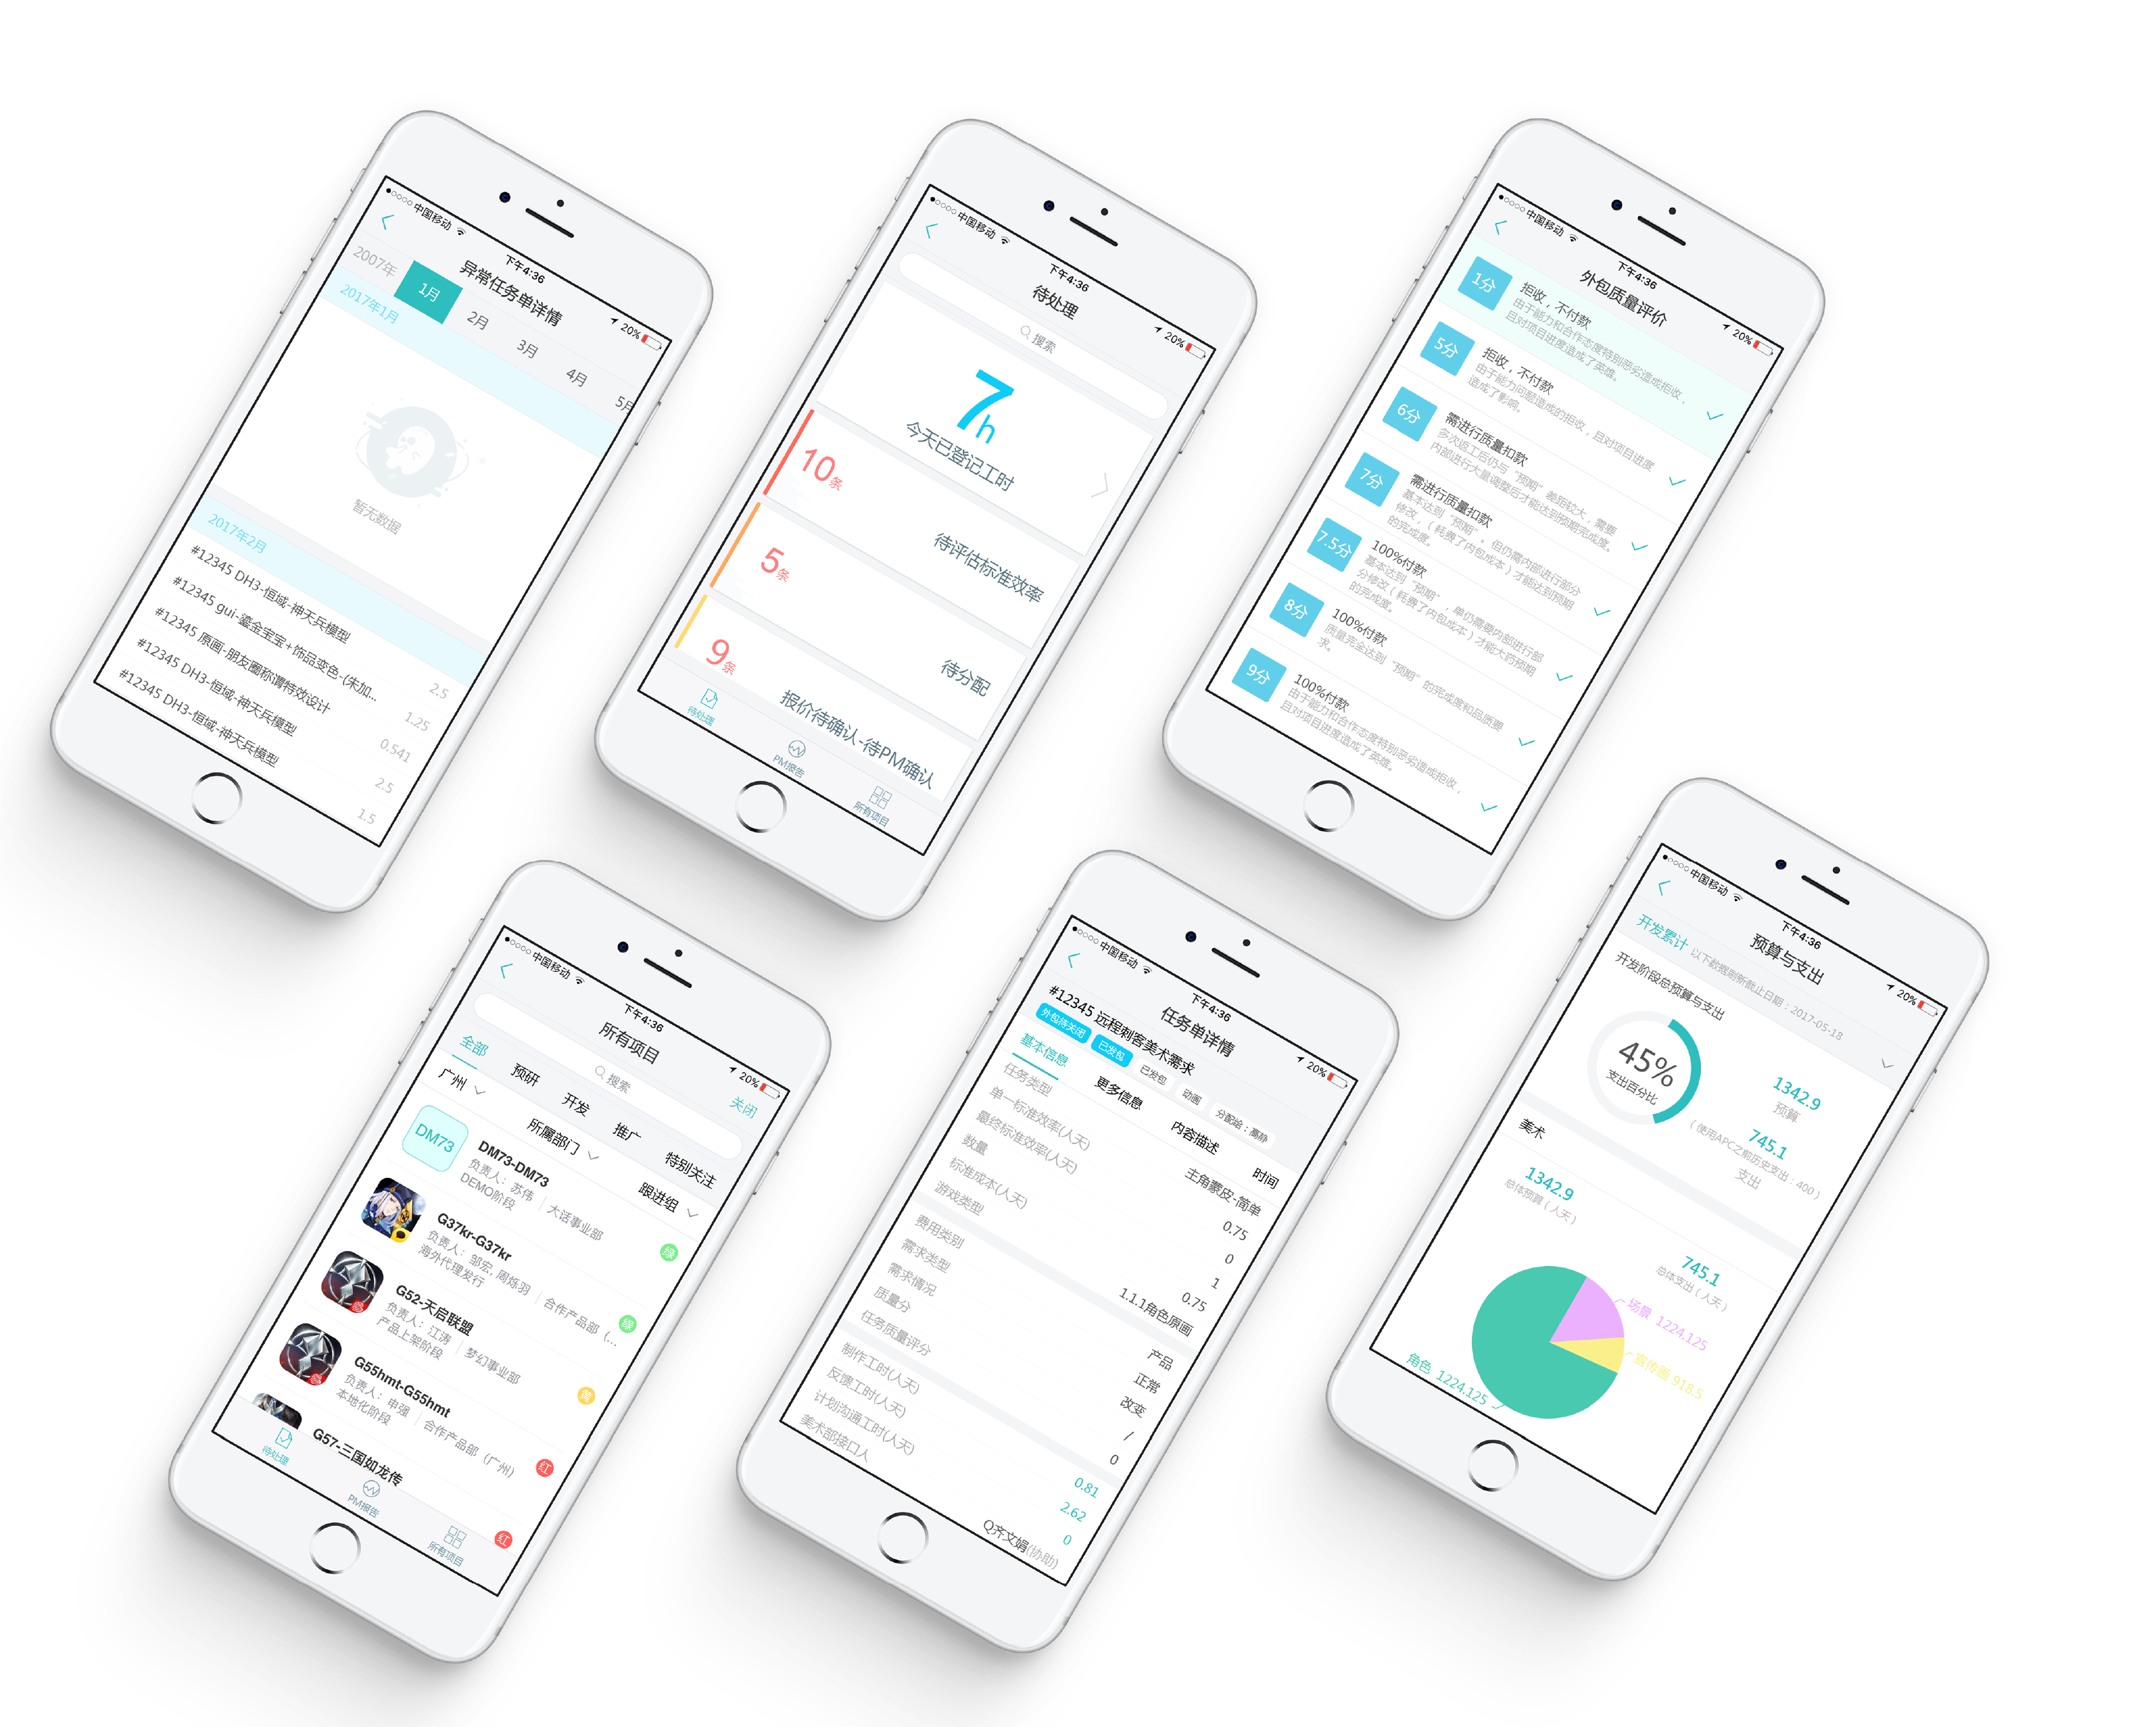 中国移动
下午4:36
20%
异常任务单详情
2007年
1月
2月
3月
4月
5月
2017年1月
暂无数据
2017年2月
#12345 DH3-恒域-神天兵模型
2.5
#12345 gui-鎏金宝宝+饰品变色-(朱加...
1.25
#12345 原画-朋友圈称谓特效设计
0.541
#12345 DH3-恒域-神天兵模型
2.5
#12345 DH3-恒域-神天兵模型
1.5
中国移动
下午4:36
20%
待处理
搜索
7h
今天已登记工时
10条
待评估标准效率
5条
待分配
9条
报价待确认-待PM确认
待处理
PM报告
所有项目
中国移动
下午4:36
20%
外包质量评价
1分
拒收，不付款
由于能力和合作态度特别恶劣造成拒收，
且对项目进度造成了英雄。
5分
拒收，不付款
由于能力问题造成的拒收，且对项目进度
造成了影响。
6分
需进行质量扣款
多次返工后仍与“预期”差距较大，需要
内部进行大量调整后才能达到预期完成度。
7分
需进行质量扣款
基本达到“预期”。但仍需内部进行部分
修改，（耗费了内包成本）才能达到预期
的完成度。
7.5分
100%付款
基本达到“预期”，单仍需要内部进行部
分修改（耗费了内包成本）才能大药预期
的完成度。
8分
100%付款
质量完全达到“预期”的完成度和品质要
求。
9分
100%付款
由于能力和合作态度特别恶劣造成拒收，
且对项目进度造成了英雄。
中国移动
下午4:36
20%
所有项目
关闭
搜索
全部
预研
开发
推广
特别关注
广州
所属部门
跟进组
DM73
DM73-DM73
负责人：苏伟
大话事业部
DEMO阶段
绿
G37kr-G37kr
负责人：邹宏, 周烁羽
合作产品部（...
海外代理发行
绿
G52-天启联盟
负责人：江涛
梦幻事业部
产品上架阶段
黄
G55hmt-G55hmt
负责人：申强
合作产品部（广州）
本地化阶段
红
G57-三国如龙传
红
待处理
PM报告
所有项目
中国移动
下午4:36
20%
任务单详情
#12345 远程刺客美术需求
外包待关闭
已发包
已发包
动画
分配给：高静
基本信息
更多信息
内容描述
时间
任务类型
主角蒙皮-简单
单一标准效率(人天)
0.75
最终标准效率(人天)
0
数量
1
标准成本(人天)
0.75
游戏类型
1.1.1角色原画
费用类别
产品
需求类型
正常
需求情况
改变
质量分
/
任务质量评分
0
制作工时(人天)
0.81
反馈工时(人天)
2.62
计划沟通工时(人天)
0
美术部接口人
Q齐文娟(协助)
中国移动
下午4:36
20%
预算与支出
开发累计
以下数据刷新截止日期：2017-05-18
开发阶段总预算与支出
45%
支出百分比
1342.9
预算
745.1
（使用APC之前历史支出：400）
支出
美术
1342.9
总体预算（人天）
745.1
总体支出（人天）
场景 1224.125
宣传画 918.5
角色 1224.125